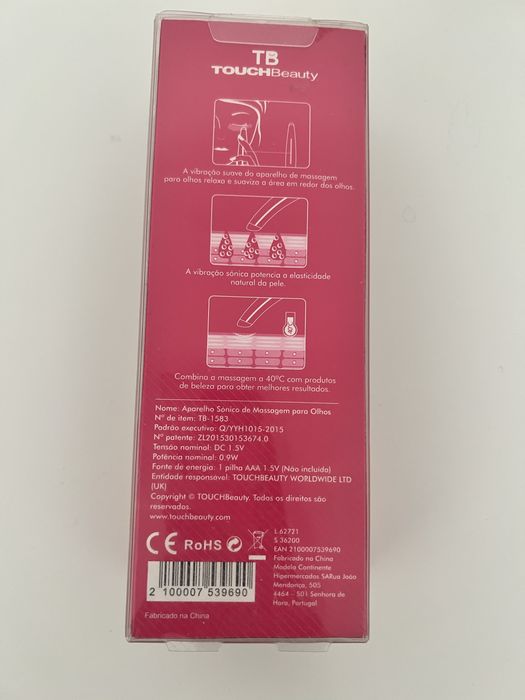 TB
TOUCHBeauty
A vibração suave do aparelho de massagem
para olhos relaxa e suaviza a área em redor dos olhos.
A vibração sónica potencia a elasticidade
natural da pele.
Combina a massagem a 40ºC com produtos
de beleza para obter melhores resultados.
Nome: Aparelho Sónico de Massagem para Olhos
Nº de item: TB-1583
Padrão executivo: Q/YYH1015-2015
Nº patente: ZL201530153674.0
Tensão nominal: DC 1.5V
Potência nominal: 0.9W
Fonte de energia: 1 pilha AAA 1.5V (Não incluída)
Entidade responsável: TOUCHBEAUTY WORLDWIDE LTD
(UK)
Copyright © TOUCHBeauty. Todos os direitos são
reservados.
www.touchbeauty.com
CE RoHS
L 62721
S 36200
EAN 2100007539690
Fabricado na China
Modelo Continente
Hipermercados SARua João
Mendonça, 505
4464 – 501 Senhora de
Hora, Portugal
2 100007 539690
Fabricado na China